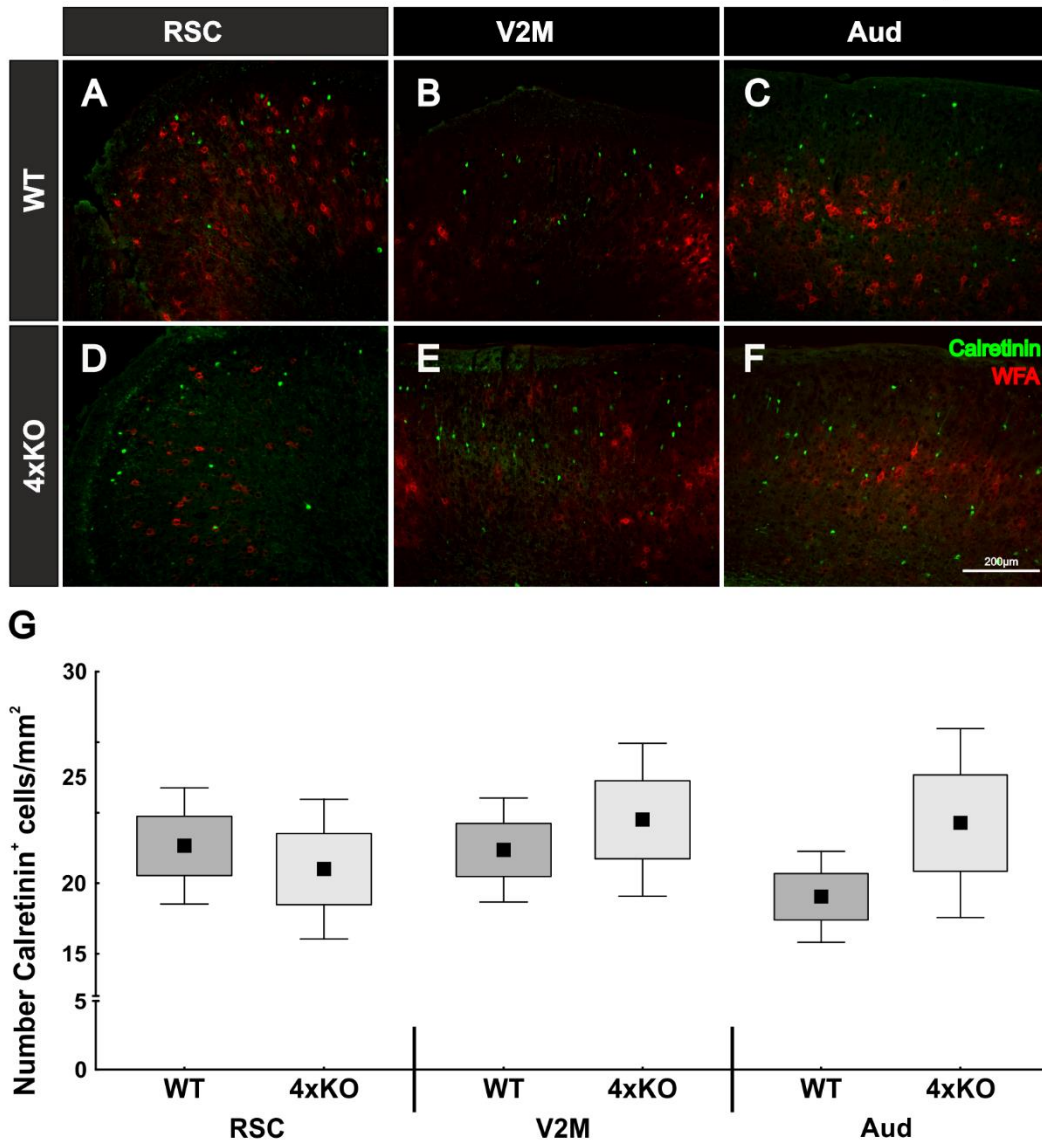 RSC V2M Aud
WT
A B C
4xKO
D E F
Calretinin
WFA
200µm
G
Number Calretinin⁺ cells/mm²
30
25
20
15
5
0
WT 4xKO WT 4xKO WT 4xKO
RSC V2M Aud